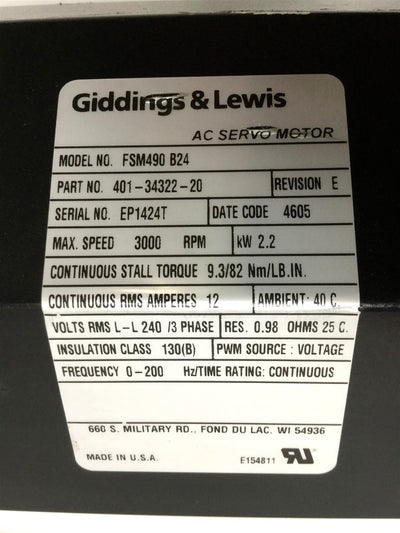 Giddings & Lewis
AC SERVO MOTOR
MODEL NO. FSM490 B24
PART NO. 401-34322-20 REVISION E
SERIAL NO. EP1424T DATE CODE 4605
MAX. SPEED 3000 RPM kW 2.2
CONTINUOUS STALL TORQUE 9.3/82 Nm/LB.IN.
CONTINUOUS RMS AMPERES 12 AMBIENT: 40 C.
VOLTS RMS L-L 240 /3 PHASE RES. 0.98 OHMS 25 C.
INSULATION CLASS 130(B) PWM SOURCE : VOLTAGE
FREQUENCY 0-200 Hz/TIME RATING: CONTINUOUS
660 S. MILITARY RD., FOND DU LAC, WI 54936
MADE IN U.S.A. E154811 RU